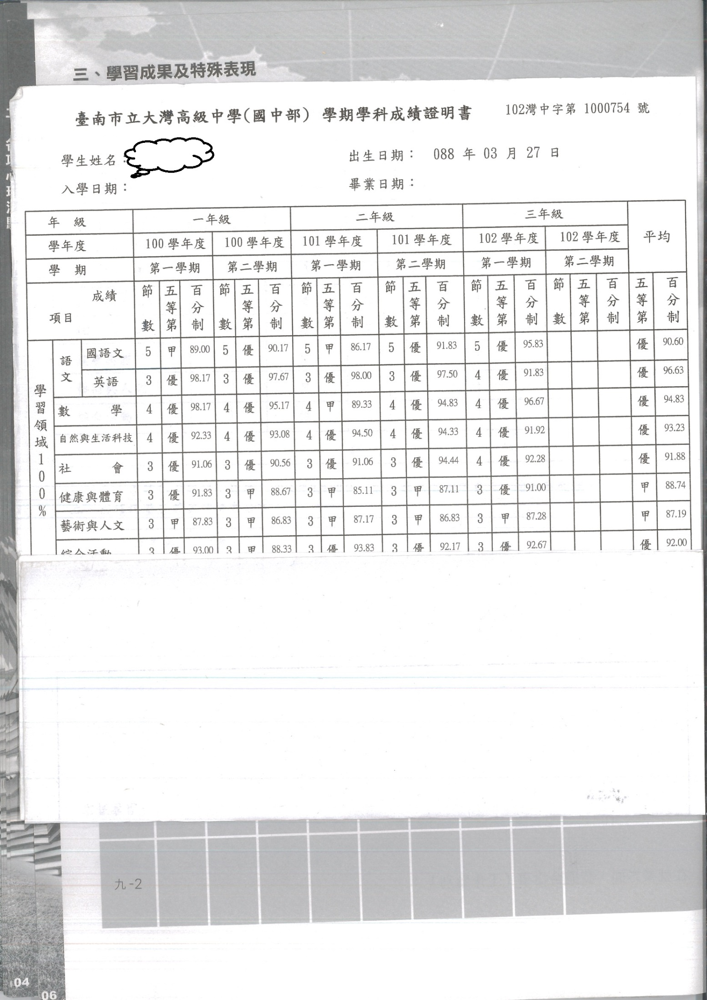 三、學習成果及特殊表現
臺南市立大灣高級中學(國中部) 學期學科成績證明書 102灣中字第 1000754 號
學生姓名: 出生日期: 088 年 03 月 27 日
入學日期: 畢業日期:
年 級 一年級 二年級 三年級 平均
學年度 100 學年度 100 學年度 101 學年度 101 學年度 102 學年度 102 學年度
學 期 第一學期 第二學期 第一學期 第二學期 第一學期 第二學期
成績 項目 節數 五等第 百分制 節數 五等第 百分制 節數 五等第 百分制 節數 五等第 百分制 節數 五等第 百分制 節數 五等第 百分制 五等第 百分制
學習領域100%
語文
國語文 5 甲 89.00 5 優 90.17 5 甲 86.17 5 優 91.83 5 優 95.83 優 90.60
英語 3 優 98.17 3 優 97.67 3 優 98.00 3 優 97.50 4 優 91.83 優 96.63
數 學 4 優 98.17 4 優 95.17 4 甲 89.33 4 優 94.83 4 優 96.67 優 94.83
自然與生活科技 4 優 92.33 4 優 93.08 4 優 94.50 4 優 94.33 4 優 91.92 優 93.23
社 會 3 優 91.06 3 優 90.56 3 優 91.06 3 優 94.44 4 優 92.28 優 91.88
健康與體育 3 優 91.83 3 甲 88.67 3 甲 85.11 3 甲 87.11 3 優 91.00 甲 88.74
藝術與人文 3 甲 87.83 3 甲 86.83 3 甲 87.17 3 甲 86.83 3 甲 87.28 甲 87.19
綜合活動 3 優 93.00 3 甲 88.33 3 優 93.83 3 優 92.17 3 優 92.67 優 92.00
九-2
04
06